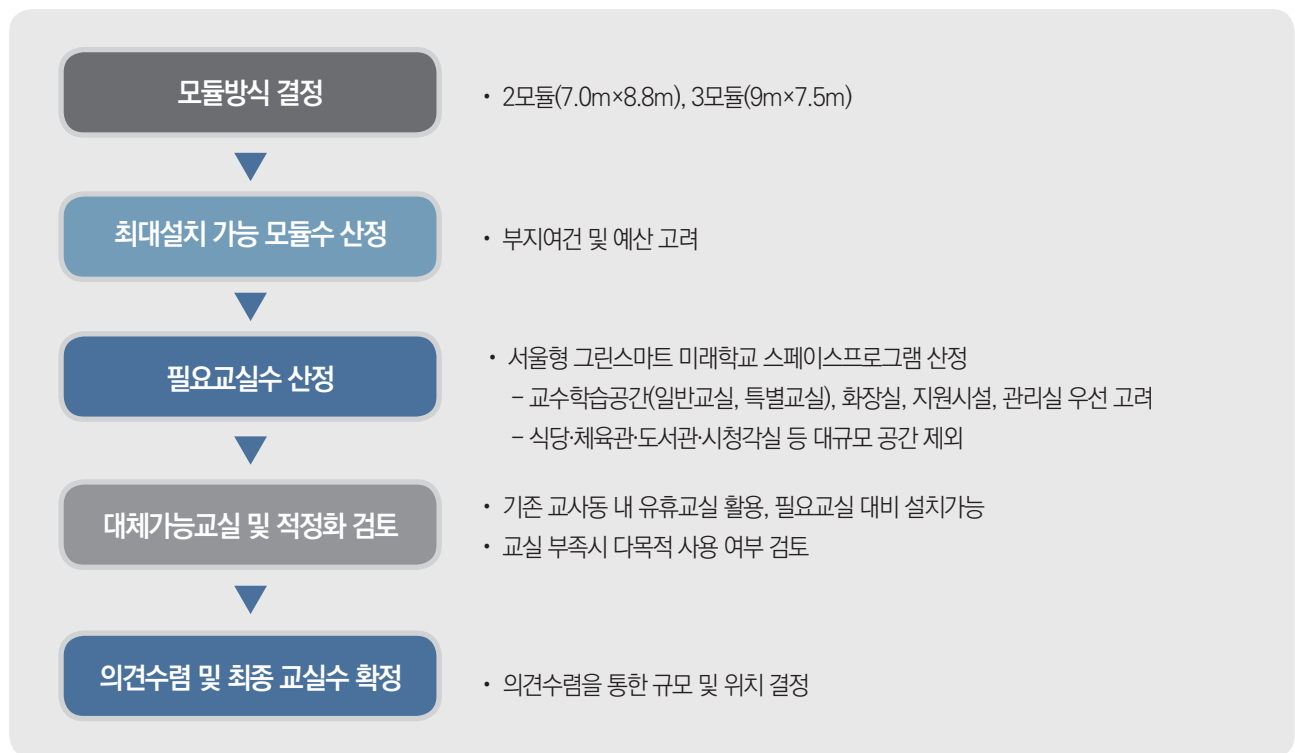 모듈방식 결정
• 2모듈(7.0m×8.8m), 3모듈(9m×7.5m)
최대설치 가능 모듈수 산정
• 부지여건 및 예산 고려
필요교실수 산정
• 서울형 그린스마트 미래학교 스페이스프로그램 산정
- 교수학습공간(일반교실, 특별교실), 화장실, 지원시설, 관리실 우선 고려
- 식당·체육관·도서관·시청각실 등 대규모 공간 제외
대체가능교실 및 적정화 검토
• 기존 교사동 내 유휴교실 활용, 필요교실 대비 설치가능
• 교실 부족시 다목적 사용 여부 검토
의견수렴 및 최종 교실수 확정
• 의견수렴을 통한 규모 및 위치 결정